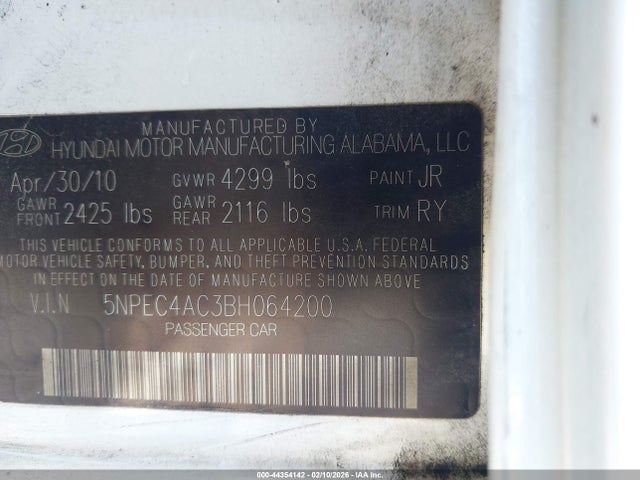 MANUFACTURED BY
HYUNDAI MOTOR MANUFACTURING ALABAMA, LLC
Apr/30/10 GVWR 4299 lbs PAINT JR
GAWR FRONT 2425 lbs GAWR REAR 2116 lbs TRIM RY
THIS VEHICLE CONFORMS TO ALL APPLICABLE U.S.A. FEDERAL
MOTOR VEHICLE SAFETY, BUMPER, AND THEFT PREVENTION STANDARDS
IN EFFECT ON THE DATE OF MANUFACTURE SHOWN ABOVE
V.I.N 5NPEC4AC3BH064200
PASSENGER CAR
000-44354142 - 02/10/2026 - IAA Inc.